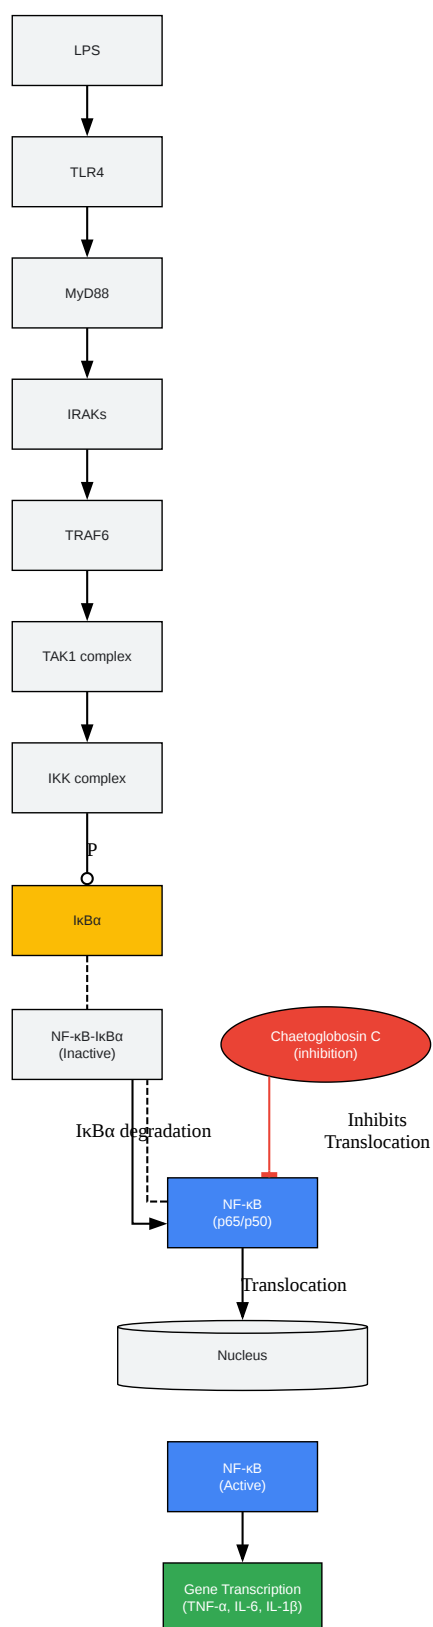 LPS
TLR4
MyD88
IRAKs
TRAF6
TAK1 complex
IKK complex
P
IκBα
NF-κB-IκBα
(Inactive)
Chaetoglobosin C
(inhibition)
IκBα degradation
Inhibits
Translocation
NF-κB
(p65/p50)
Translocation
Nucleus
NF-κB
(Active)
Gene Transcription
(TNF-α, IL-6, IL-1β)